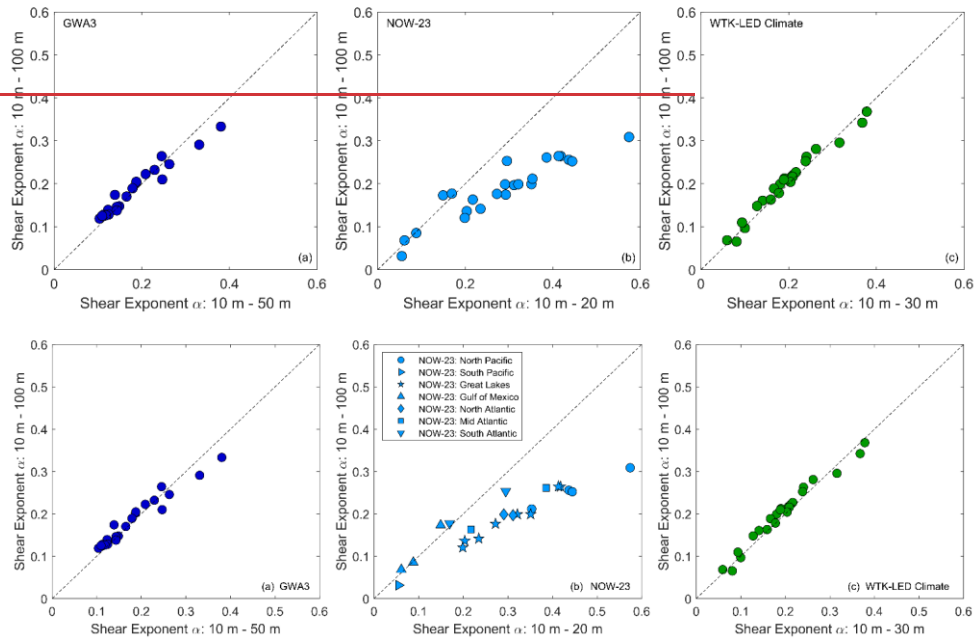 GWA3
0.6
0.5
0.4
0.3
0.2
0.1
0
0
0.2
0.4
0.6
Shear Exponent α: 10 m - 100 m
Shear Exponent α: 10 m - 50 m
(a)
NOW-23
0.6
0.5
0.4
0.3
0.2
0.1
0
0
0.2
0.4
0.6
Shear Exponent α: 10 m - 100 m
Shear Exponent α: 10 m - 20 m
(b)
WTK-LED Climate
0.6
0.5
0.4
0.3
0.2
0.1
0
0
0.2
0.4
0.6
Shear Exponent α: 10 m - 100 m
Shear Exponent α: 10 m - 30 m
(c)
0.6
0.5
0.4
0.3
0.2
0.1
0
0
0.1
0.2
0.3
0.4
0.5
0.6
Shear Exponent α: 10 m - 100 m
Shear Exponent α: 10 m - 50 m
(a) GWA3
0.6
0.5
0.4
0.3
0.2
0.1
0
0
0.1
0.2
0.3
0.4
0.5
0.6
Shear Exponent α: 10 m - 100 m
Shear Exponent α: 10 m - 20 m
NOW-23: North Pacific
NOW-23: South Pacific
NOW-23: Great Lakes
NOW-23: Gulf of Mexico
NOW-23: North Atlantic
NOW-23: Mid Atlantic
NOW-23: South Atlantic
(b) NOW-23
0.6
0.5
0.4
0.3
0.2
0.1
0
0
0.1
0.2
0.3
0.4
0.5
0.6
Shear Exponent α: 10 m - 100 m
Shear Exponent α: 10 m - 30 m
(c) WTK-LED Climate